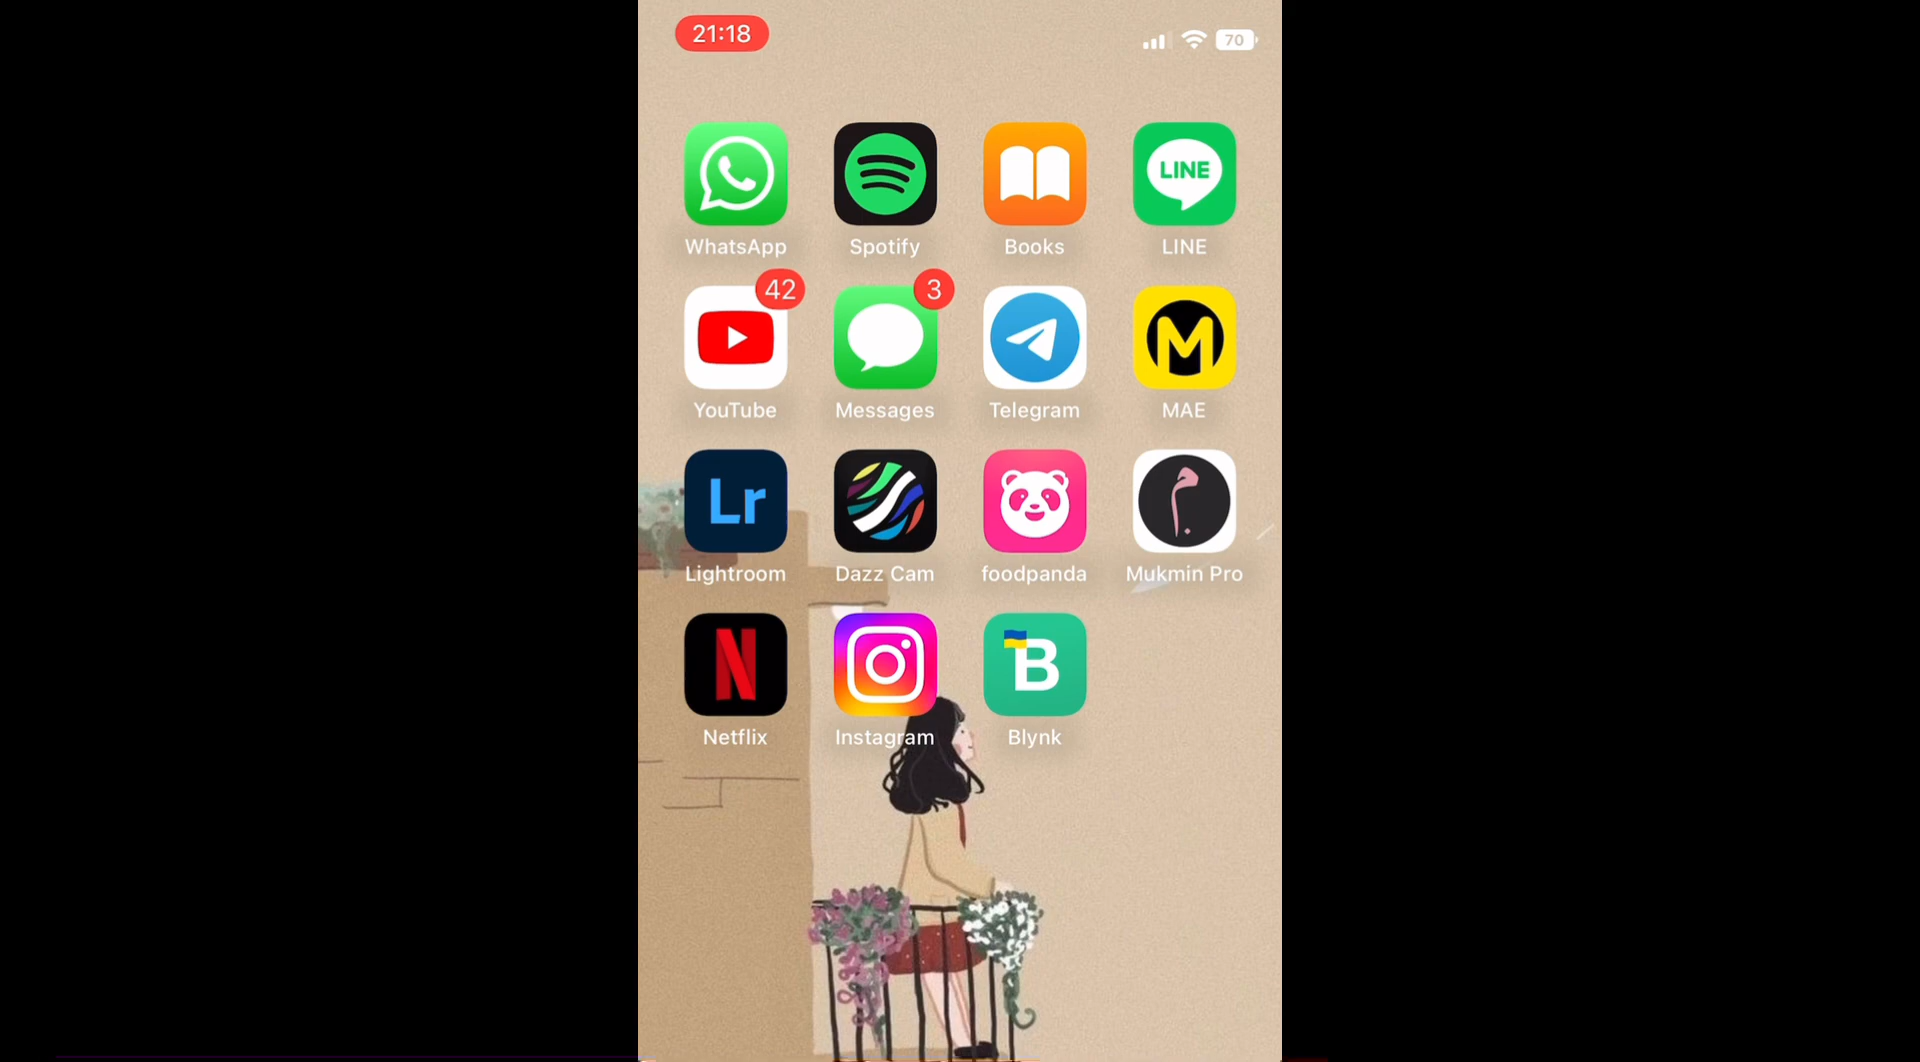 21:18
70
LINE
WhatsApp Spotify Books LINE
42 3
M
YouTube Messages Telegram MAE
Lr
Lightroom Dazz Cam foodpanda Mukmin Pro
N B
Netflix Instagram Blynk